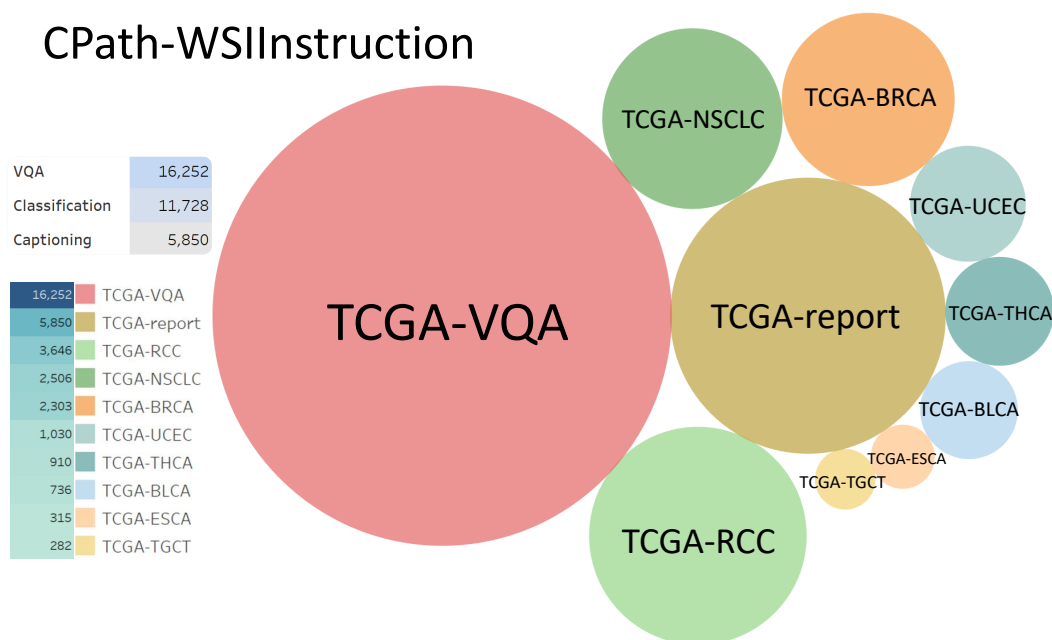 CPath-WSIInstruction
VQA 16,252
Classification 11,728
Captioning 5,850
16,252 TCGA-VQA
5,850 TCGA-report
3,646 TCGA-RCC
2,506 TCGA-NSCLC
2,303 TCGA-BRCA
1,030 TCGA-UCEC
910 TCGA-THCA
736 TCGA-BLCA
315 TCGA-ESCA
282 TCGA-TGCT
TCGA-VQA
TCGA-NSCLC
TCGA-BRCA
TCGA-UCEC
TCGA-report
TCGA-THCA
TCGA-BLCA
TCGA-ESCA
TCGA-TGCT
TCGA-RCC